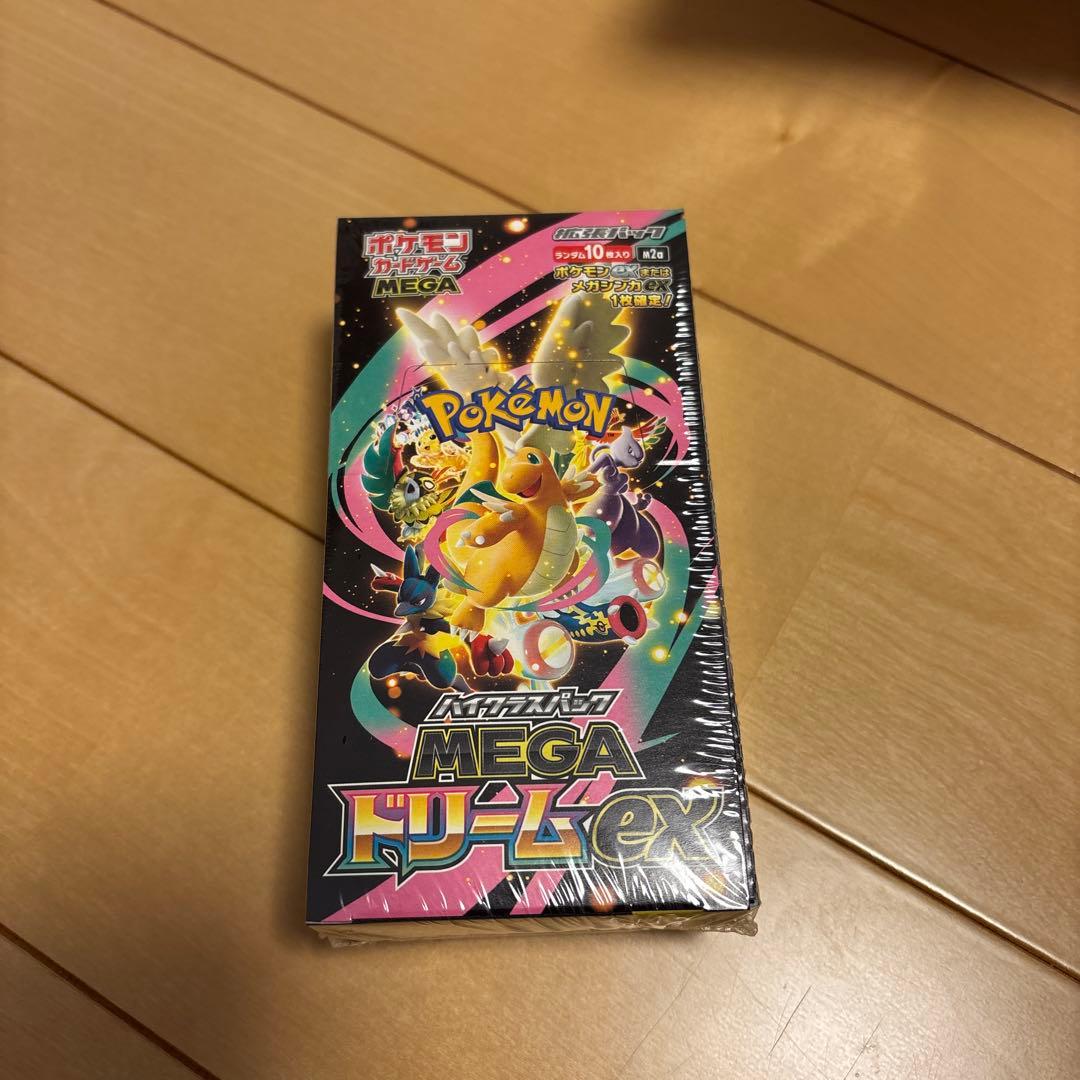 ポケモン
カードゲーム
MEGA
拡張パック
ランダム10枚入り M2a
ポケモンexまたは
メガシンカex
1枚確定!
POKéMON
TM
ハイクラスパック
MEGA
ドリームex